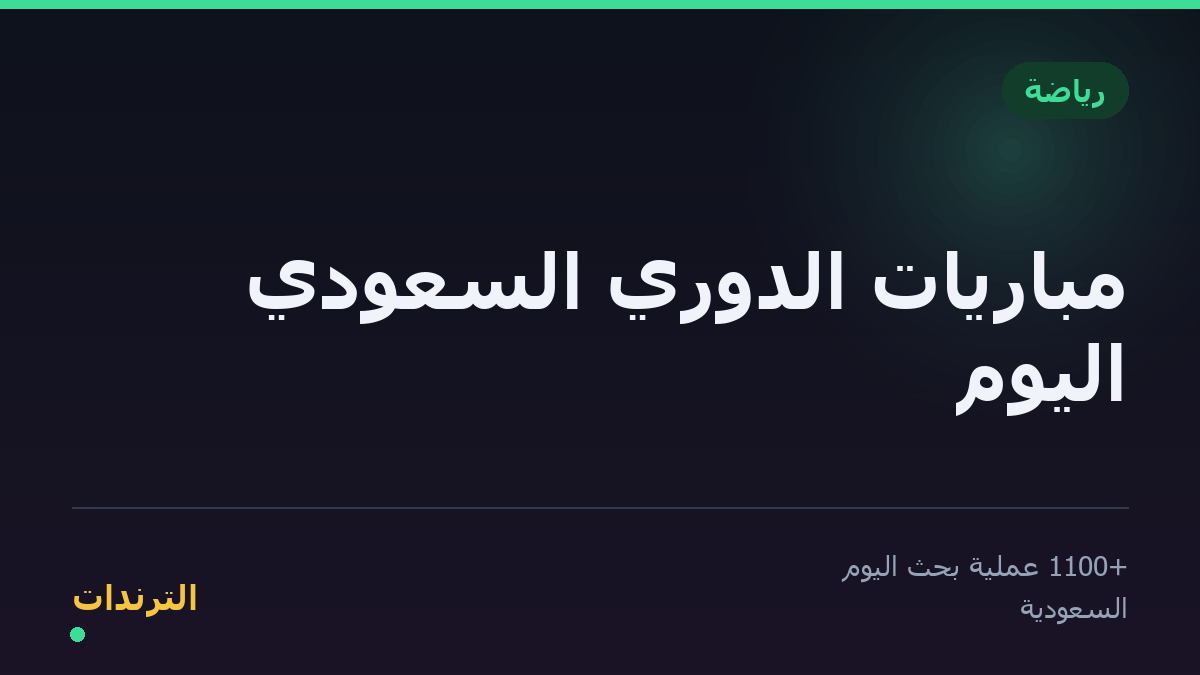 رياضة
مباريات الدوري السعودي
اليوم
+1100 عملية بحث اليوم
السعودية
الترندات